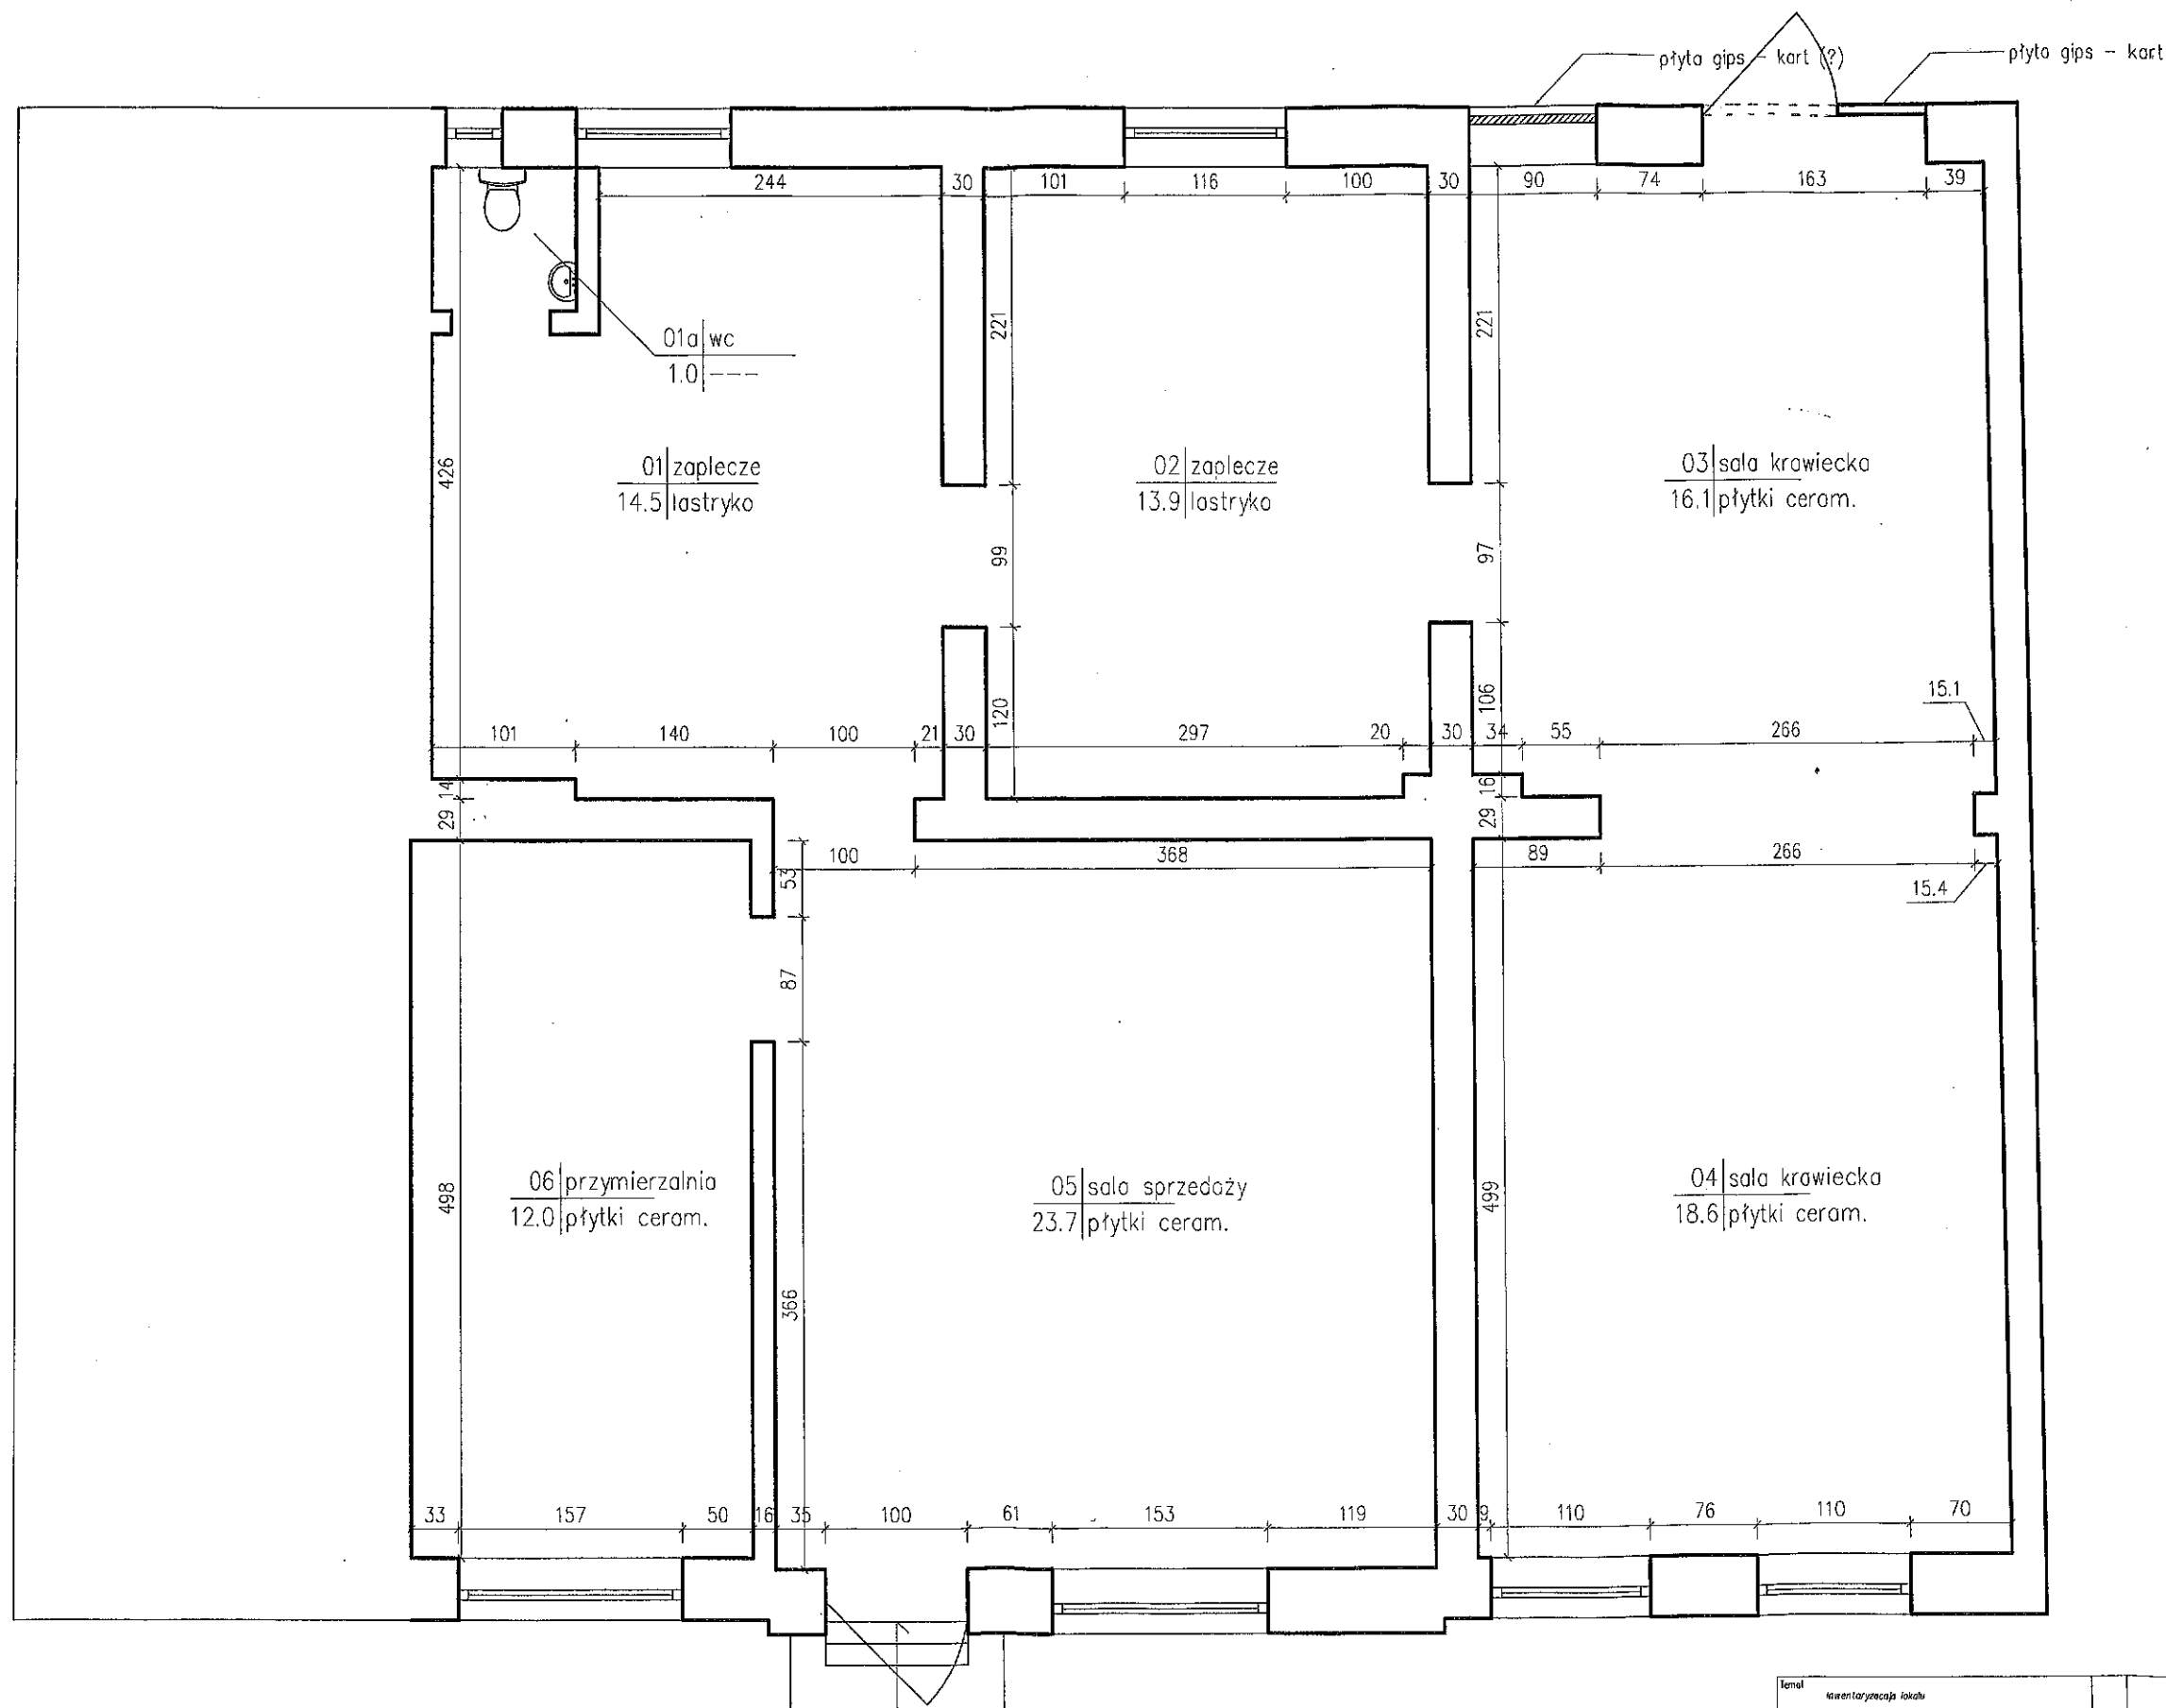 płyta gips - kart (?)
płyta gips - kart
244 30 101 116 100 30 90 74 163 39
01a wc
1.0 ---
221
221
426
01 zaplecze
14.5 lastryko
02 zaplecze
13.9 lastryko
03 sala krawiecka
16.1 płytki ceram.
99
97
120
106
15.1
101 140 100 21 30 297 20 30 34 55 266
14
29
16
29
100 368 89 266
53
15.4
87
498
366
499
06 przymierzalnia
12.0 płytki ceram.
05 sala sprzedaży
23.7 płytki ceram.
04 sala krawiecka
18.6 płytki ceram.
33 157 50 16 35 100 61 153 119 30 9 110 76 110 70
Temat
inwentaryzacja lokalu